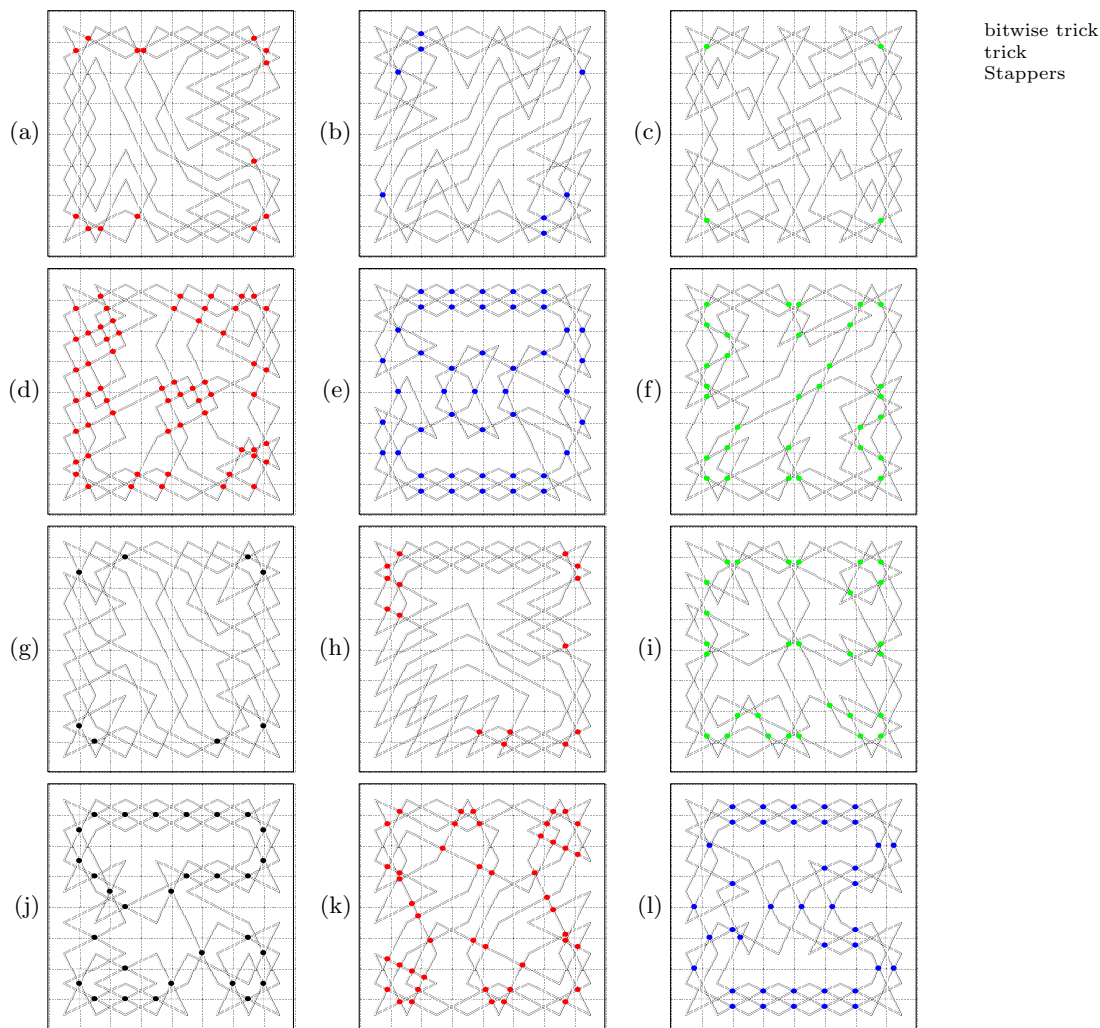 bitwise trick
trick
Stappers
(a)
(b)
(c)
(d)
(e)
(f)
(g)
(h)
(i)
(j)
(k)
(l)